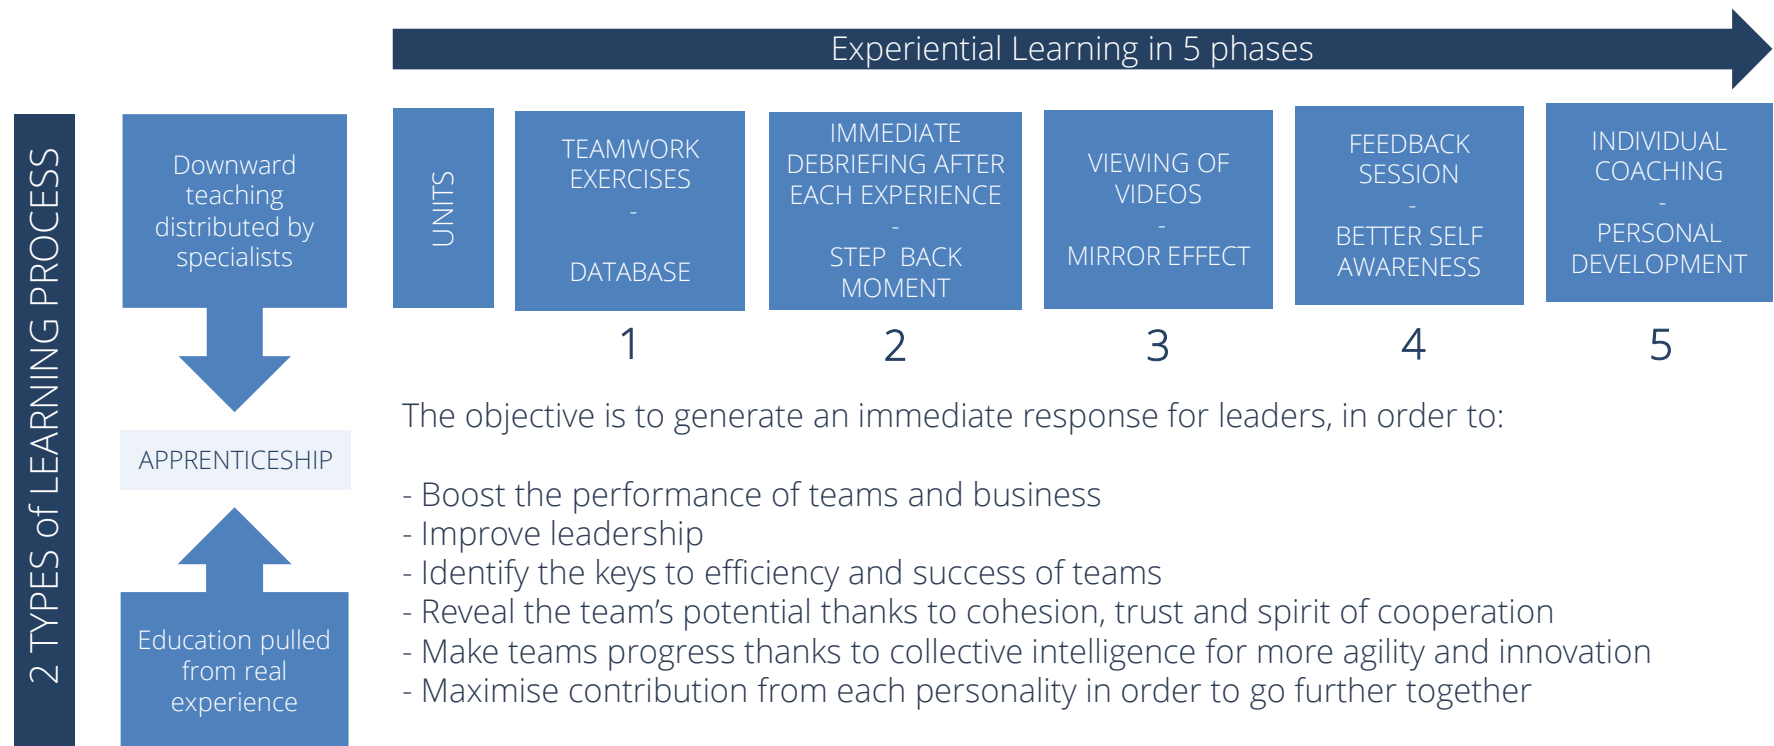 Experiential Learning in 5 phases
2 TYPES of LEARNING PROCESS
Downward
teaching
distributed by
specialists
APPRENTICESHIP
Education pulled
from real
experience
UNITS
TEAMWORK
EXERCISES
-
DATABASE
1
IMMEDIATE
DEBRIEFING AFTER
EACH EXPERIENCE
-
STEP  BACK
MOMENT
2
VIEWING OF
VIDEOS
-
MIRROR EFFECT
3
FEEDBACK
SESSION
-
BETTER SELF
AWARENESS
4
INDIVIDUAL
COACHING
-
PERSONAL
DEVELOPMENT
5
The objective is to generate an immediate response for leaders, in order to:
- Boost the performance of teams and business
- Improve leadership
- Identify the keys to efficiency and success of teams
- Reveal the team’s potential thanks to cohesion, trust and spirit of cooperation
- Make teams progress thanks to collective intelligence for more agility and innovation
- Maximise contribution from each personality in order to go further together